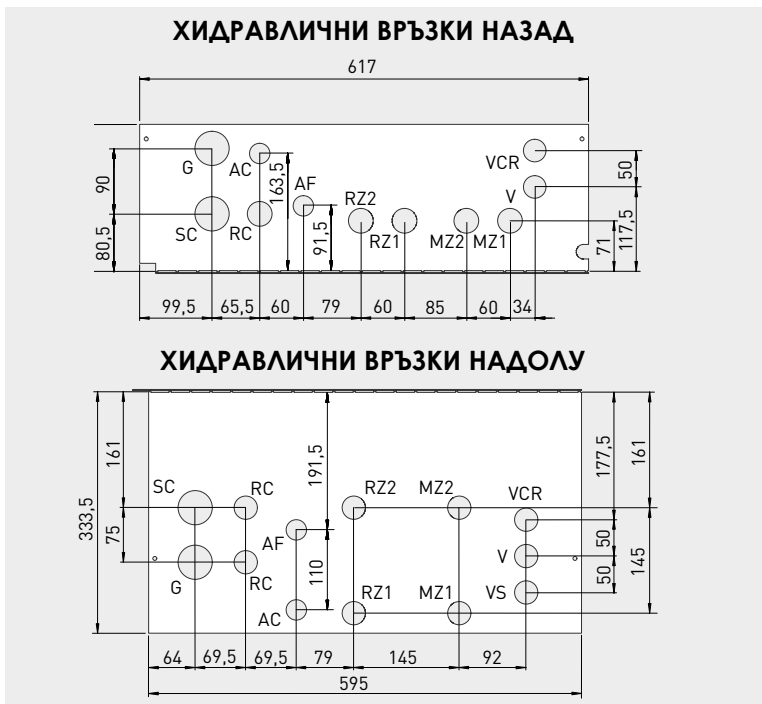 ХИДРАВЛИЧНИ ВРЪЗКИ НАЗАД
617
G
AC
VCR
50
90
163,5
AF
V
RZ2
SC
RC
RZ1
MZ2
MZ1
80,5
91,5
71
117,5
99,5
65,5
60
79
60
85
60
34
ХИДРАВЛИЧНИ ВРЪЗКИ НАДОЛУ
161
191,5
177,5
161
333,5
SC
RC
RZ2
MZ2
VCR
75
AF
50
V
145
G
RC
110
50
RZ1
MZ1
VS
AC
64
69,5
69,5
79
145
92
595